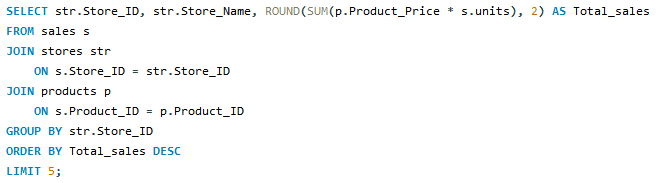 SELECT str.Store_ID, str.Store_Name, ROUND(SUM(p.Product_Price * s.units), 2) AS Total_sales
FROM sales s
JOIN stores str
    ON s.Store_ID = str.Store_ID
JOIN products p
    ON s.Product_ID = p.Product_ID
GROUP BY str.Store_ID
ORDER BY Total_sales DESC
LIMIT 5;